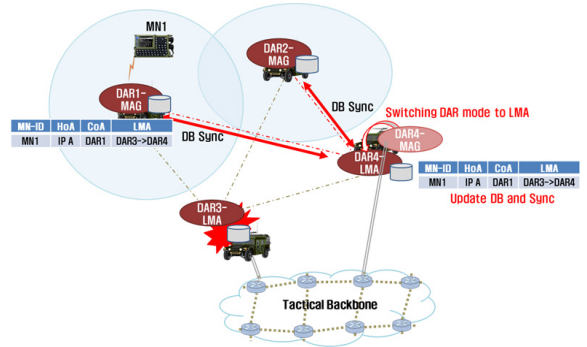 MN1
DAR2-
MAG
DAR1-
MAG
DB Sync
Switching DAR mode to LMA
DAR4-
MAG
MN-ID HoA CoA LMA
MN1 IP A DAR1 DAR3->DAR4
DB Sync
DAR4-
LMA
MN-ID HoA CoA LMA
MN1 IP A DAR1 DAR3->DAR4
Update DB and Sync
DAR3-
LMA
Tactical Backbone